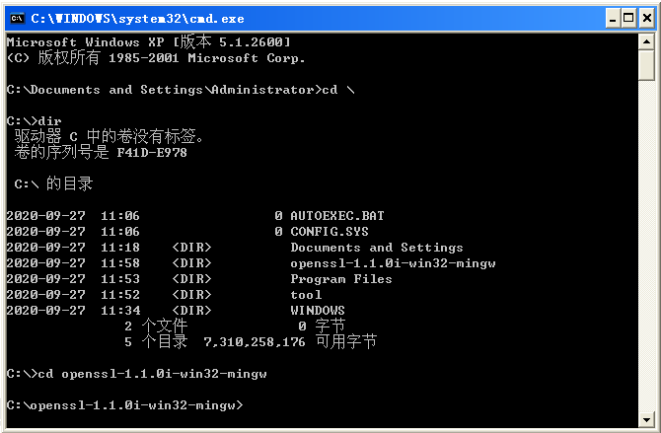 C:\WINDOWS\system32\cmd.exe
Microsoft Windows XP [版本 5.1.2600]
(C) 版权所有 1985-2001 Microsoft Corp.
C:\Documents and Settings\Administrator>cd \
C:\>dir
驱动器 C 中的卷没有标签。
卷的序列号是 F41D-E978
C:\ 的目录
2020-09-27  11:06                 0 AUTOEXEC.BAT
2020-09-27  11:06                 0 CONFIG.SYS
2020-09-27  11:18    <DIR>          Documents and Settings
2020-09-27  11:58    <DIR>          openssl-1.1.0i-win32-mingw
2020-09-27  11:53    <DIR>          Program Files
2020-09-27  11:52    <DIR>          tool
2020-09-27  11:34    <DIR>          WINDOWS
2 个文件              0 字节
5 个目录  7,310,258,176 可用字节
C:\>cd openssl-1.1.0i-win32-mingw
C:\openssl-1.1.0i-win32-mingw>